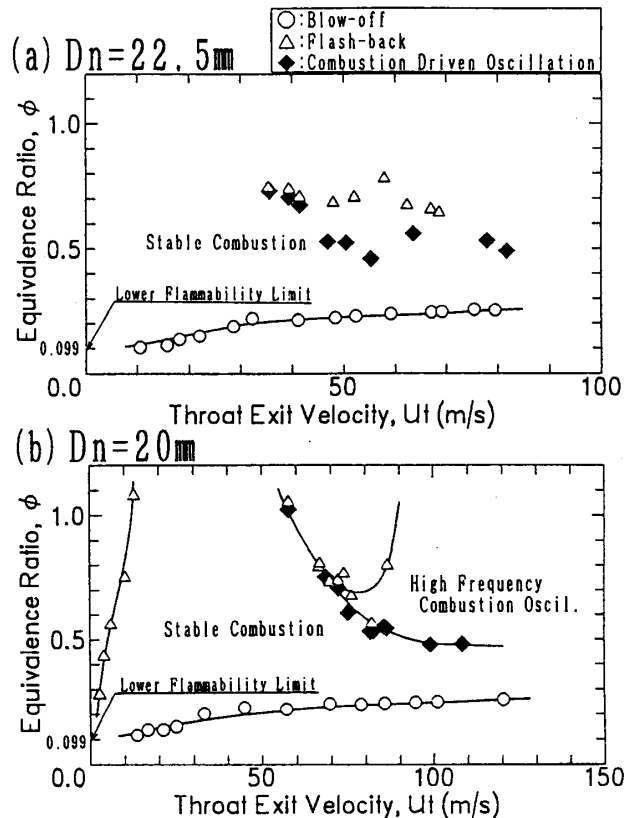 ○:Blow-off
△:Flash-back
◆:Combustion Driven Oscillation
(a) Dn=22.5mm
Equivalence Ratio, ϕ
1.0
0.5
0.099
0.0
Stable Combustion
Lower Flammability Limit
50
100
Throat Exit Velocity, Ut (m/s)
(b) Dn=20mm
Equivalence Ratio, ϕ
1.0
0.5
0.099
0.0
High Frequency
Combustion Oscil.
Stable Combustion
Lower Flammability Limit
50
100
150
Throat Exit Velocity, Ut (m/s)